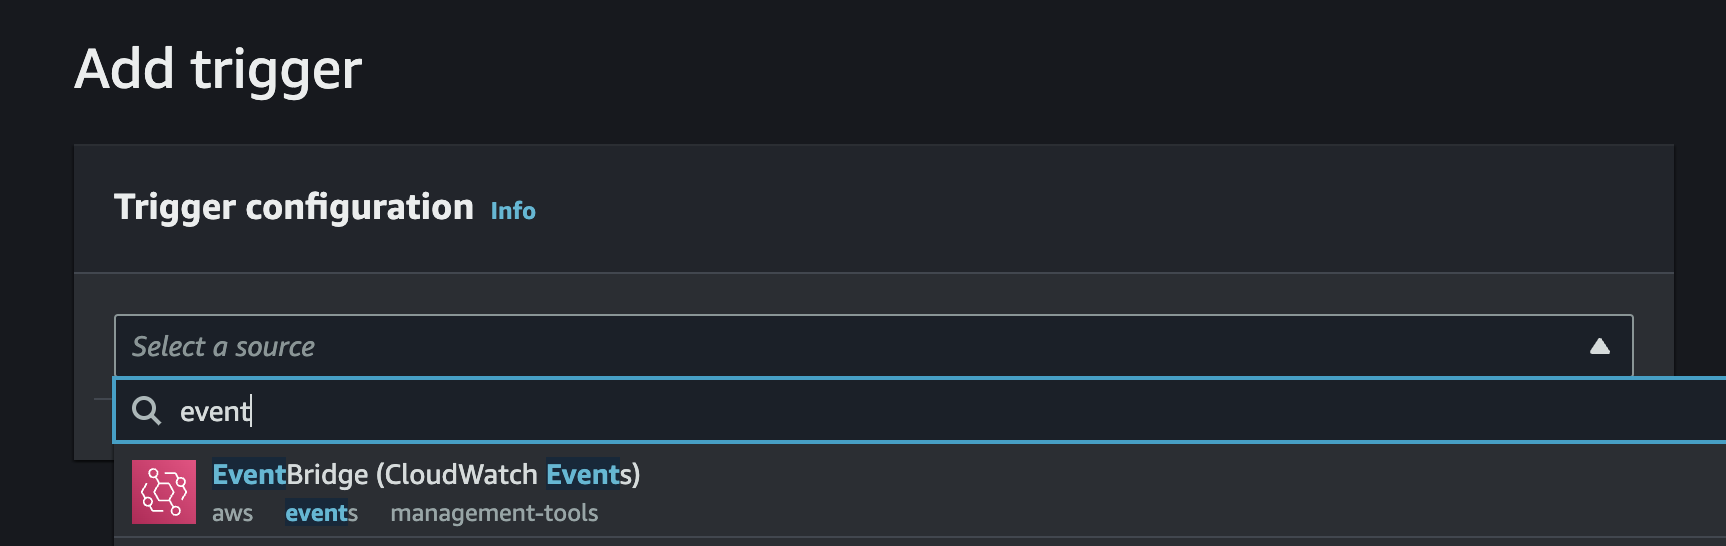 Add trigger
Trigger configuration Info
Select a source
event
EventBridge (CloudWatch Events)
aws events management-tools